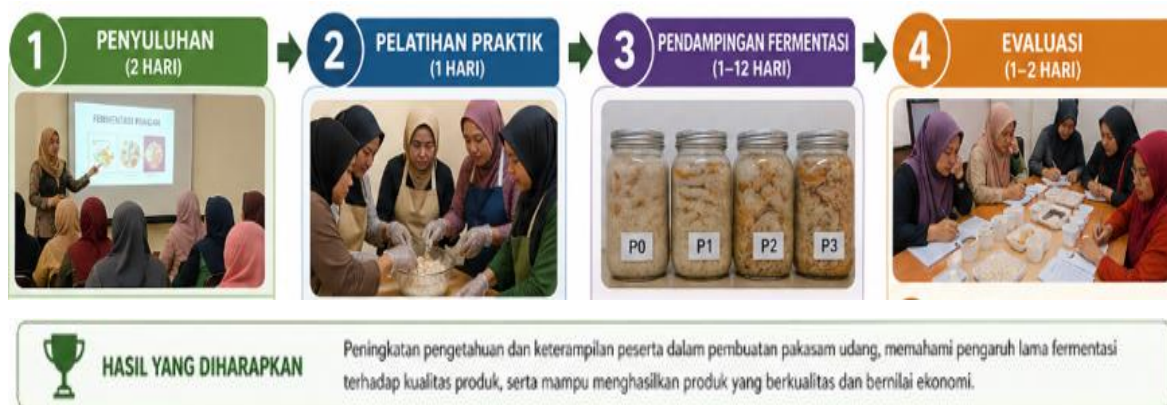 1
PENYULUHAN
(2 HARI)
2
PELATIHAN PRAKTIK
(1 HARI)
3
PENDAMPINGAN FERMENTASI
(1–12 HARI)
4
EVALUASI
(1–2 HARI)
P0
P1
P2
P3
HASIL YANG DIHARAPKAN
Peningkatan pengetahuan dan keterampilan peserta dalam pembuatan pakasam udang, memahami pengaruh lama fermentasi
terhadap kualitas produk, serta mampu menghasilkan produk yang berkualitas dan bernilai ekonomi.